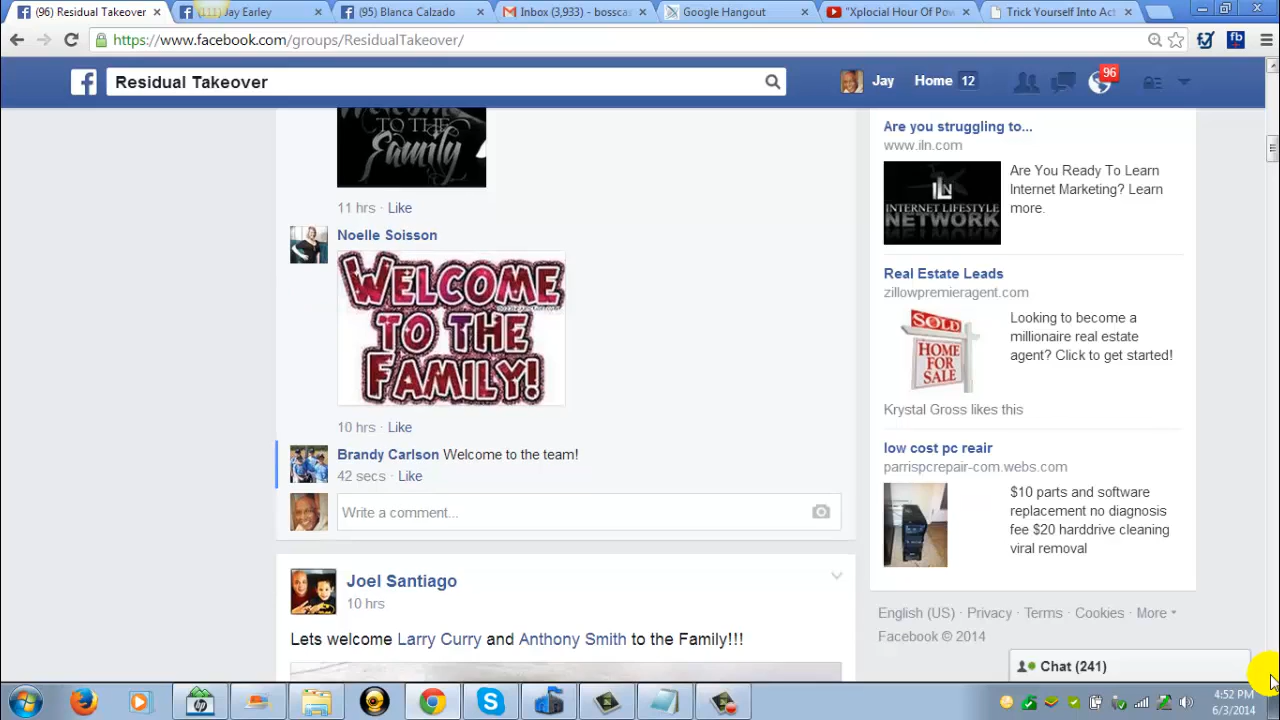 (96) Residual Takeover
(111) Jay Earley
(95) Blanca Calzado
Inbox (3,933) - bosscas
Google Hangout
"Xplocial Hour Of Pow
Trick Yourself Into Act
https://www.facebook.com/groups/ResidualTakeover/
Residual Takeover
Jay
Home 12
96
TO THE
Family
11 hrs · Like
Noelle Soisson
WELCOME
TO THE
FAMILY!
10 hrs · Like
Brandy Carlson Welcome to the team!
42 secs · Like
Write a comment...
Joel Santiago
10 hrs
Lets welcome Larry Curry and Anthony Smith to the Family!!!
Are you struggling to...
www.iln.com
ILN
INTERNET LIFESTYLE
NETWORK
Are You Ready To Learn
Internet Marketing? Learn
more.
Real Estate Leads
zillowpremieragent.com
SOLD
HOME
FOR
SALE
Looking to become a
millionaire real estate
agent? Click to get started!
Krystal Gross likes this
low cost pc reair
parrispcrepair-com.webs.com
$10 parts and software
replacement no diagnosis
fee $20 harddrive cleaning
viral removal
English (US) · Privacy · Terms · Cookies · More
Facebook © 2014
Chat (241)
4:52 PM
6/3/2014